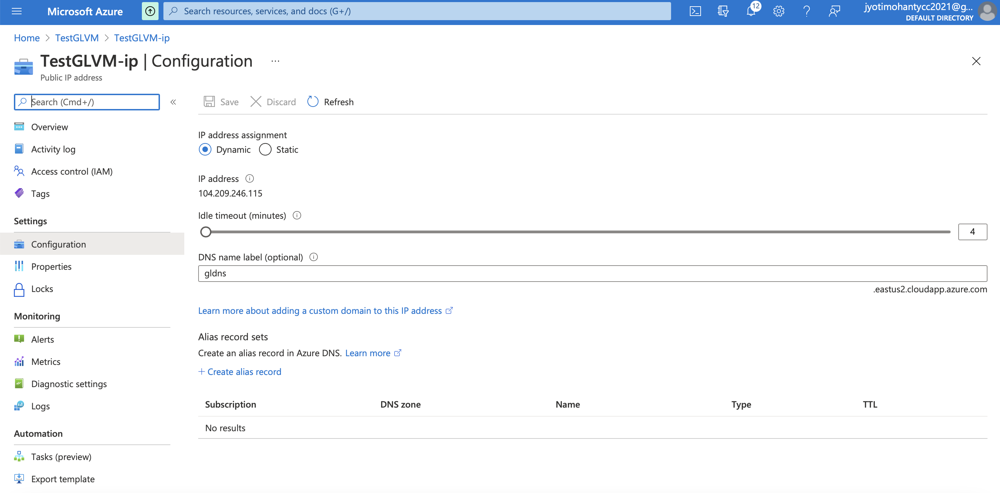 Microsoft Azure
Search resources, services, and docs (G+/)
12
jyotimohantycc2021@g...
DEFAULT DIRECTORY
Home > TestGLVM > TestGLVM-ip
TestGLVM-ip | Configuration ...
Public IP address
Search (Cmd+/)
«
Overview
Activity log
Access control (IAM)
Tags
Settings
Configuration
Properties
Locks
Monitoring
Alerts
Metrics
Diagnostic settings
Logs
Automation
Tasks (preview)
Export template
Save Discard Refresh
IP address assignment
Dynamic Static
IP address
104.209.246.115
Idle timeout (minutes)
4
DNS name label (optional)
gldns
.eastus2.cloudapp.azure.com
Learn more about adding a custom domain to this IP address
Alias record sets
Create an alias record in Azure DNS. Learn more
+ Create alias record
Subscription DNS zone Name Type TTL
No results